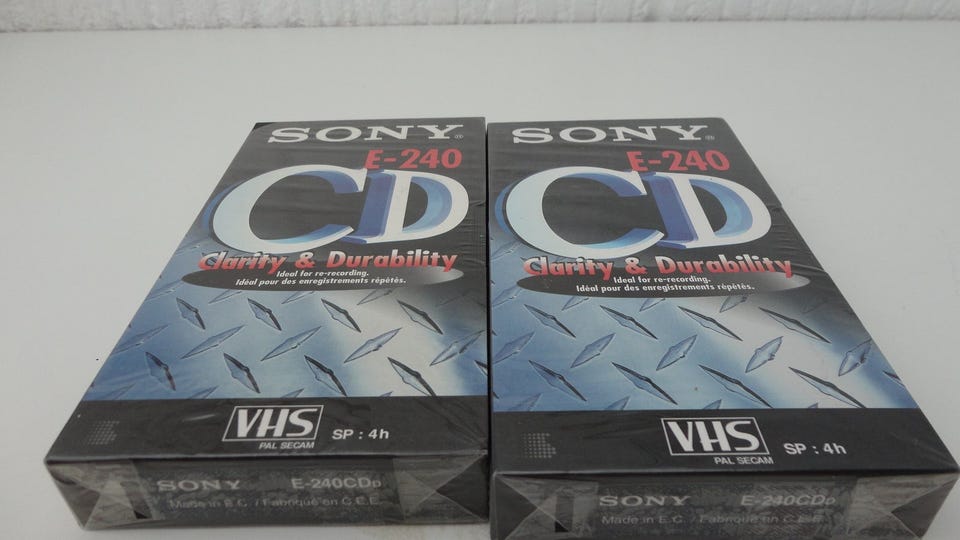 SONY®
E-240
CD
Clarity & Durability
Ideal for re-recording.
Idéal pour des enregistrements répétés.
VHS
PAL SECAM
SP : 4h
SONY E-240CDp
Made in E.C. / Fabriqué en C.E.E.
SONY®
E-240
CD
Clarity & Durability
Ideal for re-recording.
Idéal pour des enregistrements répétés.
VHS
PAL SECAM
SP : 4h
SONY E-240CDp
Made in E.C. / Fabriqué en C.E.E.